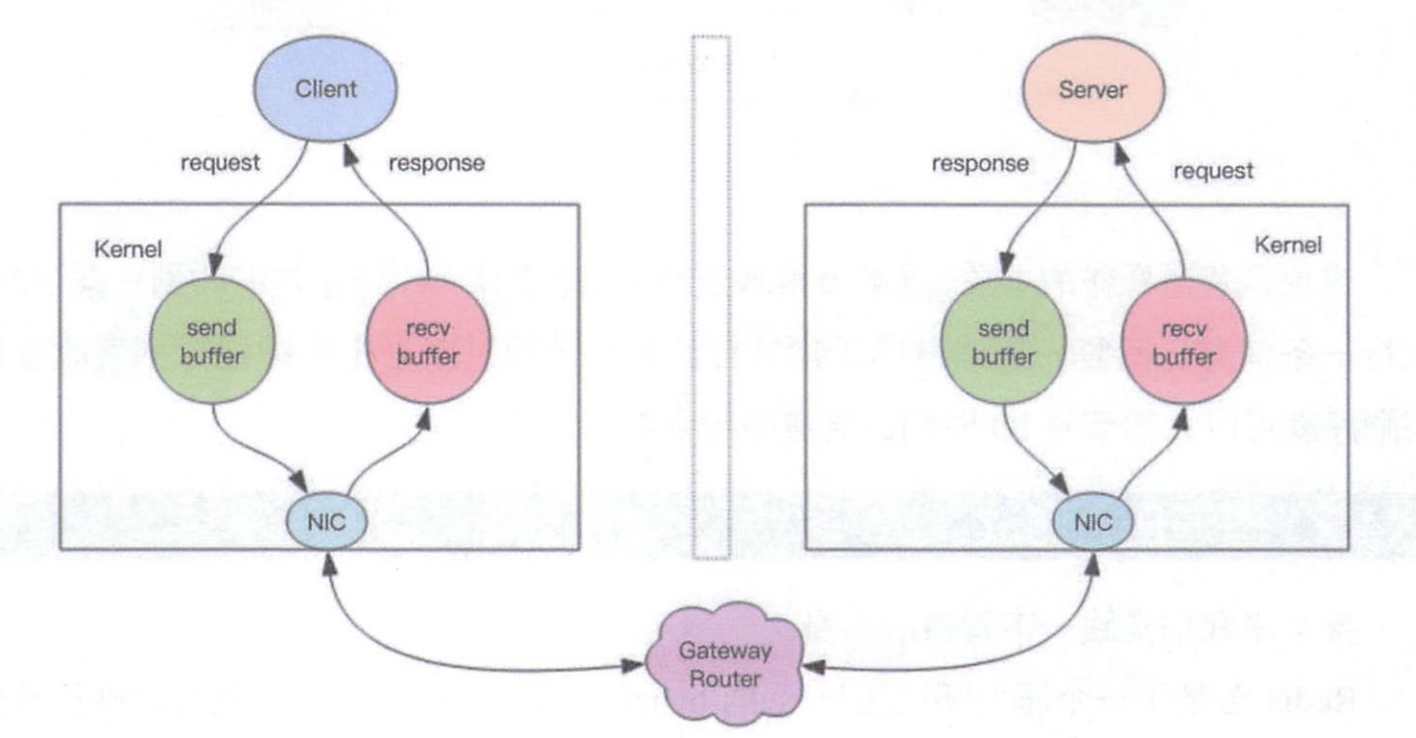 Client
Server
request
response
response
request
Kernel
Kernel
send
buffer
recv
buffer
send
buffer
recv
buffer
NIC
NIC
Gateway
Router